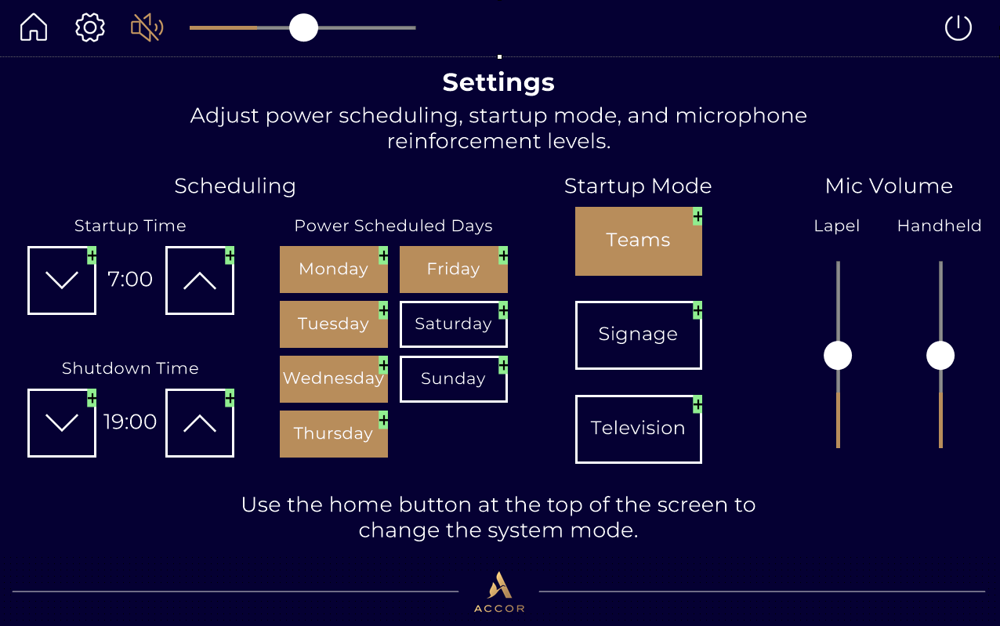 Settings
Adjust power scheduling, startup mode, and microphone
reinforcement levels.
Scheduling
Startup Time
7:00
Shutdown Time
19:00
Power Scheduled Days
Monday
Friday
Tuesday
Saturday
Wednesday
Sunday
Thursday
Startup Mode
Teams
Signage
Television
Mic Volume
Lapel
Handheld
Use the home button at the top of the screen to
change the system mode.
ACCOR